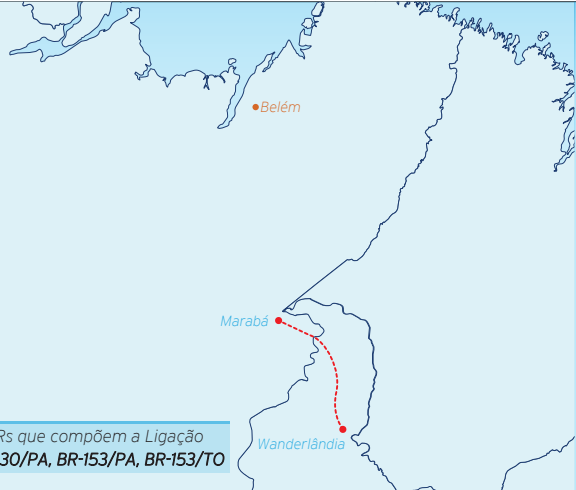 Belém
Marabá
Wanderlândia
Rs que compõem a Ligação
30/PA, BR-153/PA, BR-153/TO